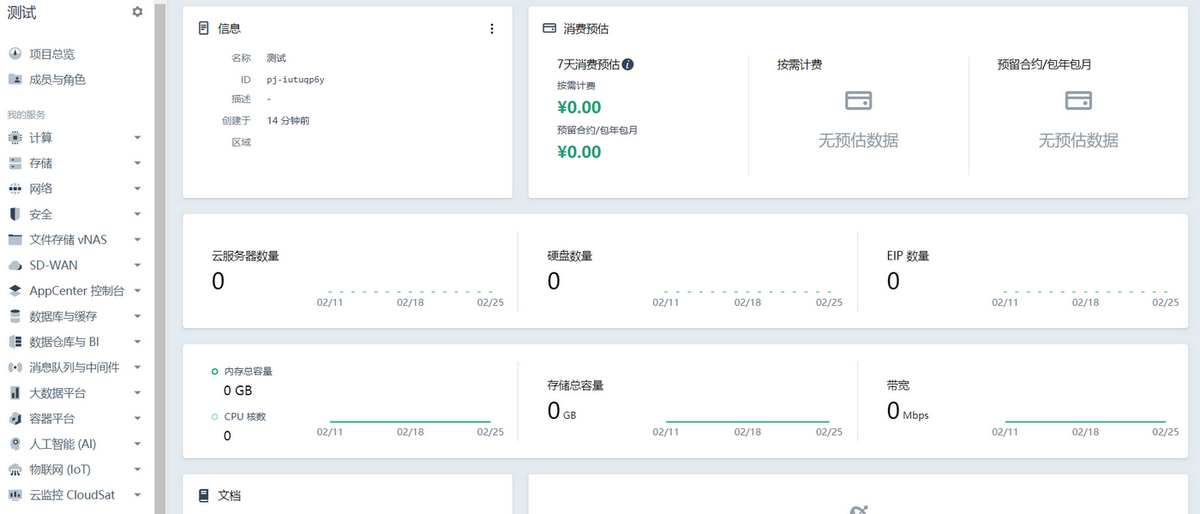 测试
项目总览
成员与角色
我的服务
计算
存储
网络
安全
文件存储 vNAS
SD-WAN
AppCenter 控制台
数据库与缓存
数据仓库与 BI
消息队列与中间件
大数据平台
容器平台
人工智能 (AI)
物联网 (IoT)
云监控 CloudSat
信息
名称 测试
ID pj-iutuqp6y
描述 -
创建于 14 分钟前
区域
消费预估
7天消费预估
按需计费
¥0.00
预留合约/包年包月
¥0.00
按需计费
无预估数据
预留合约/包年包月
无预估数据
云服务器数量
0
02/11 02/18 02/25
硬盘数量
0
02/11 02/18 02/25
EIP 数量
0
02/11 02/18 02/25
内存总容量
0 GB
CPU 核数
0
02/11 02/18 02/25
存储总容量
0 GB
02/11 02/18 02/25
带宽
0 Mbps
02/11 02/18 02/25
文档